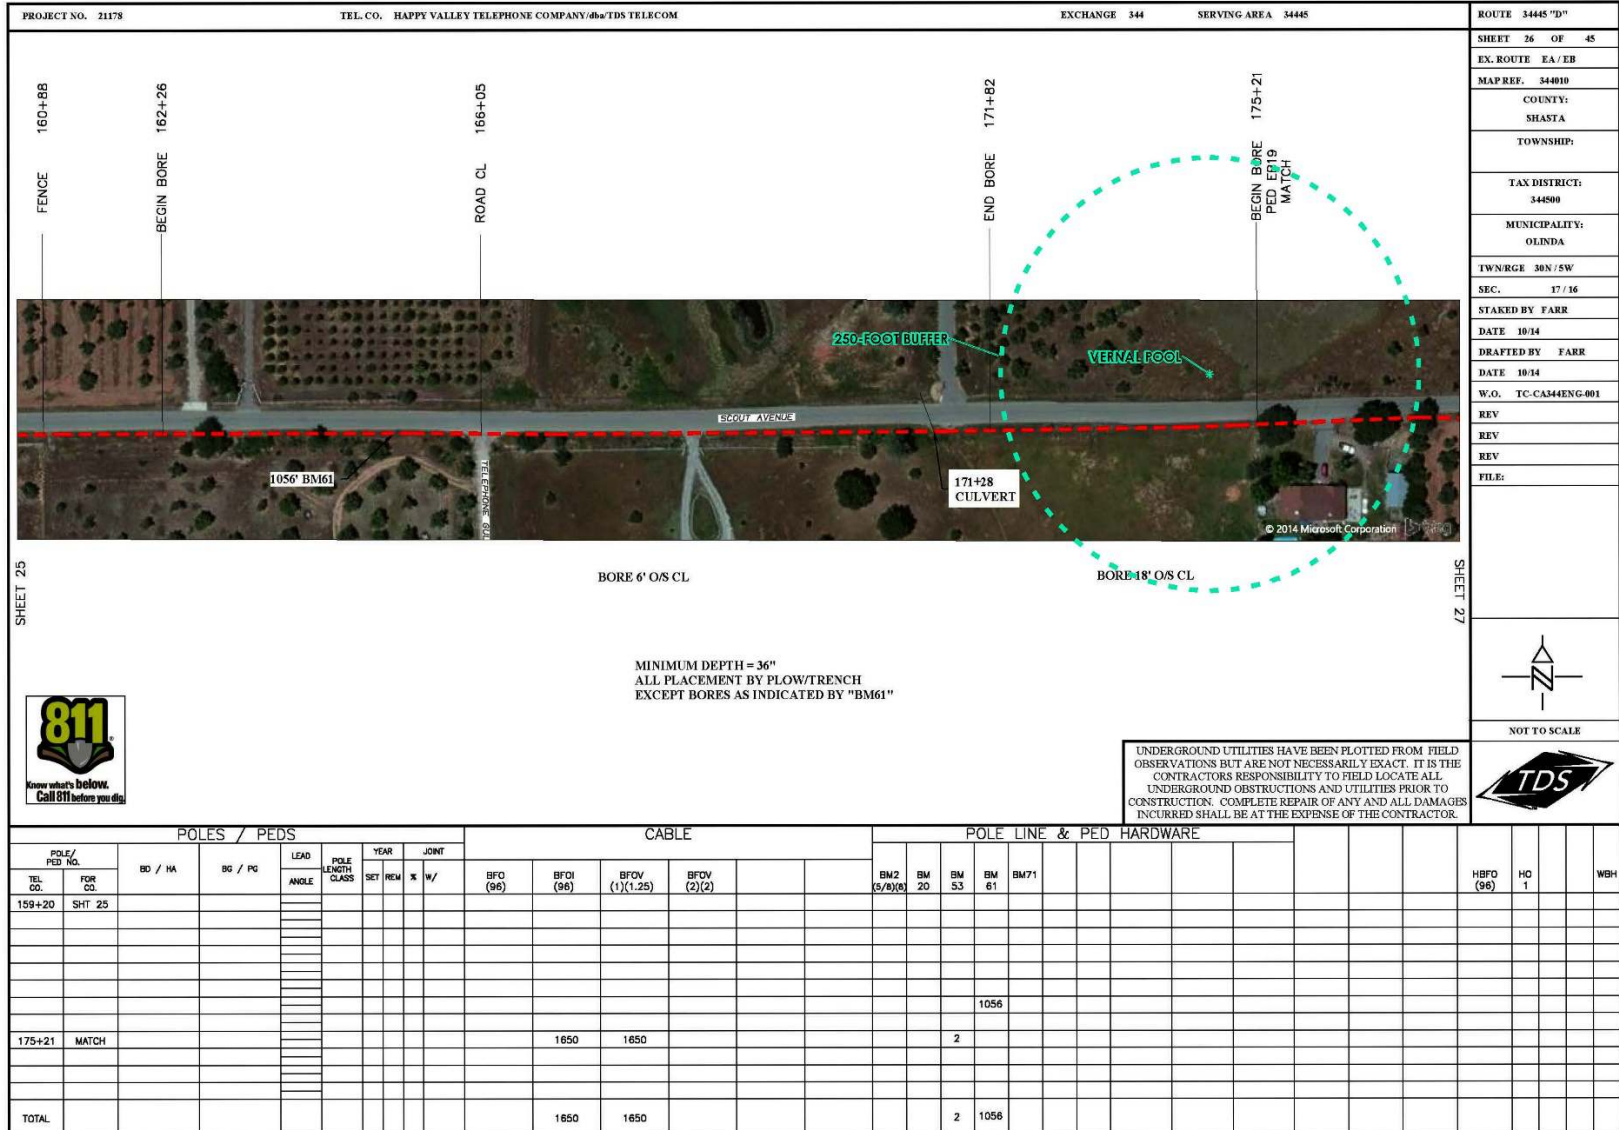 PROJECT NO. 21178 TEL. CO. HAPPY VALLEY TELEPHONE COMPANY/dba/TDS TELECOM EXCHANGE 344 SERVING AREA 34445
ROUTE 34445 "D"
SHEET 26 OF 45
EX. ROUTE EA / EB
MAP REF. 344010
COUNTY:
SHASTA
TOWNSHIP:
TAX DISTRICT:
344500
MUNICIPALITY:
OLINDA
TWN/RGE 30N / 5W
SEC. 17 / 16
STAKED BY FARR
DATE 10/14
DRAFTED BY FARR
DATE 10/14
W.O. TC-CA344ENG-001
REV
REV
REV
FILE:
FENCE 160+88
BEGIN BORE 162+26
ROAD CL 166+05
END BORE 171+82
BEGIN BORE 175+21
PED EB19
MATCH
250-FOOT BUFFER
VERNAL POOL
SCOUT AVENUE
1056' BM61
TELEPHONE GUL
171+28
CULVERT
© 2014 Microsoft Corporation
SHEET 25
BORE 6' O/S CL
BORE 18' O/S CL
SHEET 27
MINIMUM DEPTH = 36"
ALL PLACEMENT BY PLOW/TRENCH
EXCEPT BORES AS INDICATED BY "BM61"
811
Know what's below.
Call 811 before you dig.
N
NOT TO SCALE
UNDERGROUND UTILITIES HAVE BEEN PLOTTED FROM FIELD
OBSERVATIONS BUT ARE NOT NECESSARILY EXACT. IT IS THE
CONTRACTORS RESPONSIBILITY TO FIELD LOCATE ALL
UNDERGROUND OBSTRUCTIONS AND UTILITIES PRIOR TO
CONSTRUCTION. COMPLETE REPAIR OF ANY AND ALL DAMAGES
INCURRED SHALL BE AT THE EXPENSE OF THE CONTRACTOR.
TDS
POLES / PEDS CABLE POLE LINE & PED HARDWARE
POLE/
PED NO.
TEL
CO.
FOR
CO.
BD / HA
BG / PG
LEAD
ANGLE
POLE
LENGTH
CLASS
YEAR
SET REM
JOINT
% W/
BFO
(96)
BFOI
(96)
BFOV
(1)(1.25)
BFOV
(2)(2)
BM2
(5/8)(8)
BM
20
BM
53
BM
61
BM71
HBFO
(96)
HO
1
WBH
159+20 SHT 25
1056
175+21 MATCH 1650 1650 2
TOTAL 1650 1650 2 1056